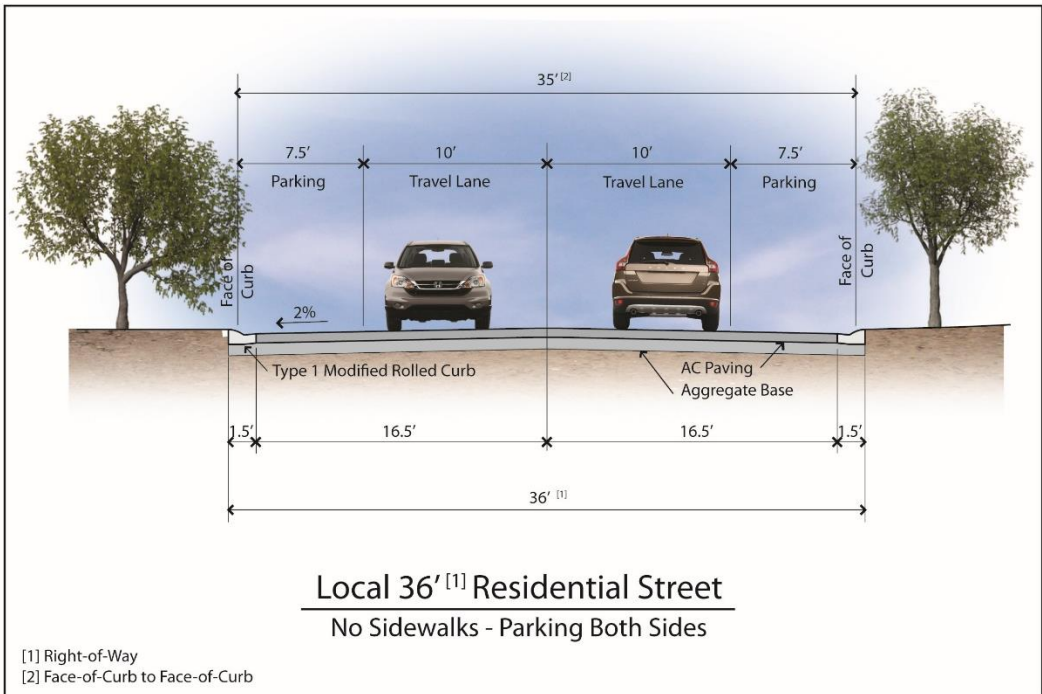 35' [2]
7.5' 10' 10' 7.5'
Parking Travel Lane Travel Lane Parking
Face of
Curb
Face of
Curb
2%
Type 1 Modified Rolled Curb
AC Paving
Aggregate Base
1.5' 16.5' 16.5' 1.5'
36' [1]
Local 36' [1] Residential Street
No Sidewalks - Parking Both Sides
[1] Right-of-Way
[2] Face-of-Curb to Face-of-Curb